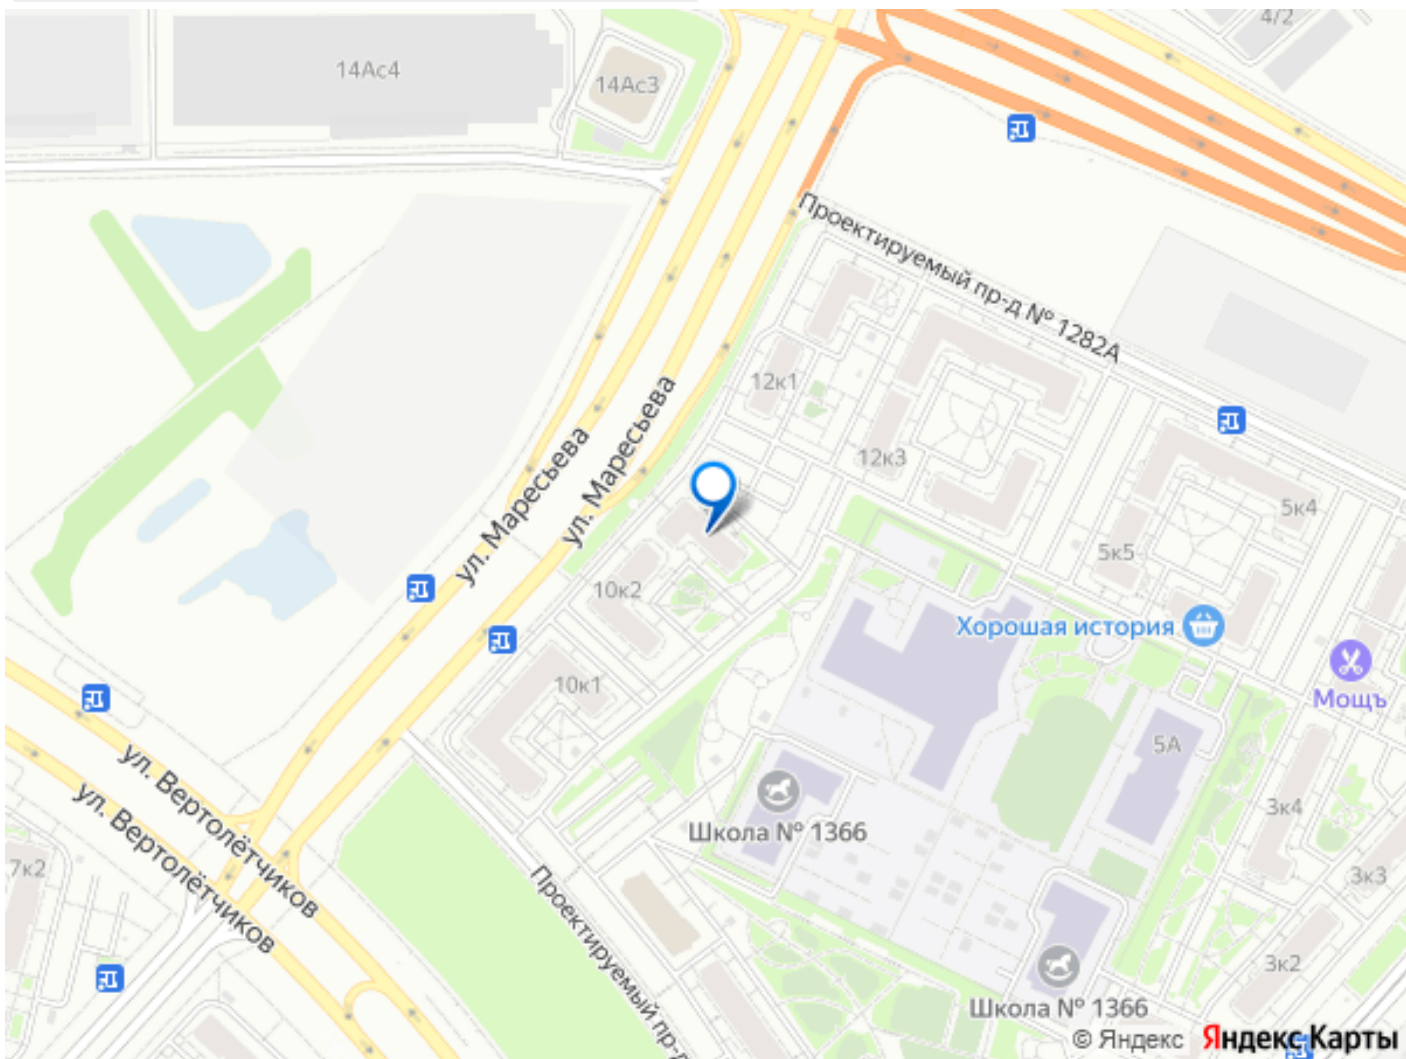 4/2
14Ас4
14Ас3
Проектируемый пр-д № 1282А
12к1
ул. Маресьева
ул. Маресьева
12к3
5к4
5к5
10к2
Хорошая история
10к1
Мощъ
5А
ул. Вертолётчиков
ул. Вертолётчиков
Школа № 1366
3к4
7к2
Проектируемый пр-д
3к3
3к2
Школа № 1366
© Яндекс Яндекс Карты